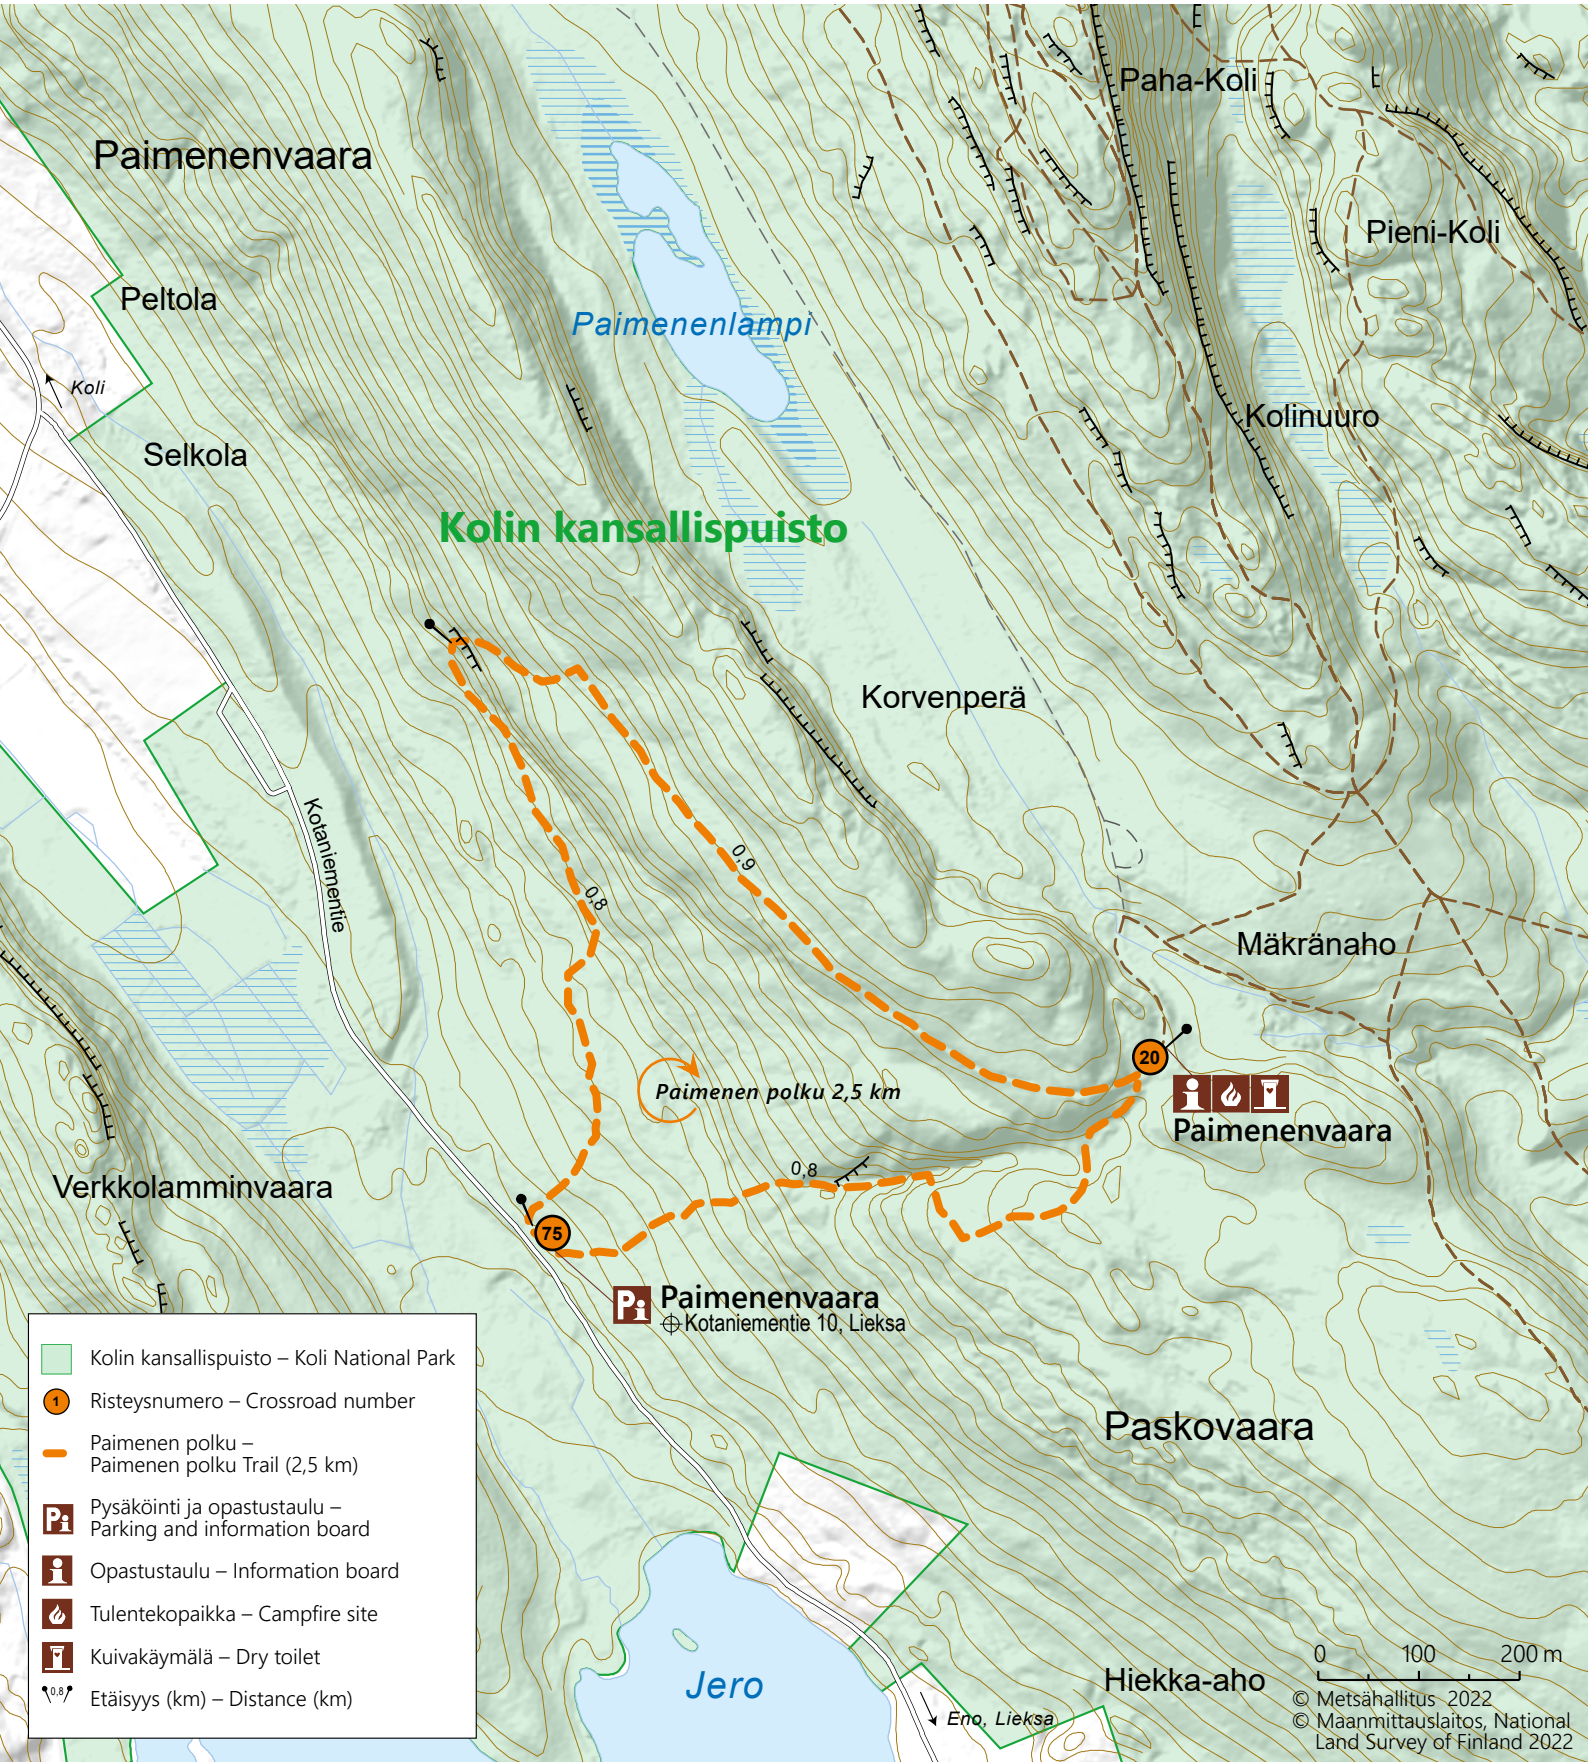 Paha-Koli
Paimenenvaara
Pieni-Koli
Peltola
Paimenenlampi
Koli
Kolinuuro
Selkola
Kolin kansallispuisto
Korvenperä
Kotaniementie
0,9
0,8
Mäkränaho
20
Paimenen polku 2,5 km
Paimenenvaara
0,8
Verkkolamminvaara
75
Pi
Paimenenvaara
Kotaniementie 10, Lieksa
Kolin kansallispuisto – Koli National Park
1
Risteysnumero – Crossroad number
Paimenen polku –
Paimenen polku Trail (2,5 km)
Pi
Pysäköinti ja opastustaulu –
Parking and information board
Opastustaulu – Information board
Tulentekopaikka – Campfire site
Kuivakäymälä – Dry toilet
0,8
Etäisyys (km) – Distance (km)
Paskovaara
Jero
Hiekka-aho
Eno, Lieksa
0 100 200 m
© Metsähallitus 2022
© Maanmittauslaitos, National
Land Survey of Finland 2022